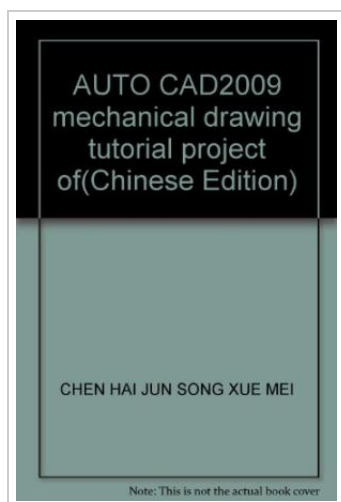 AUTO CAD2009
mechanical drawing
tutorial project
of(Chinese Edition)
CHEN HAI JUN SONG XUE MEI
Note: This is not the actual book cover